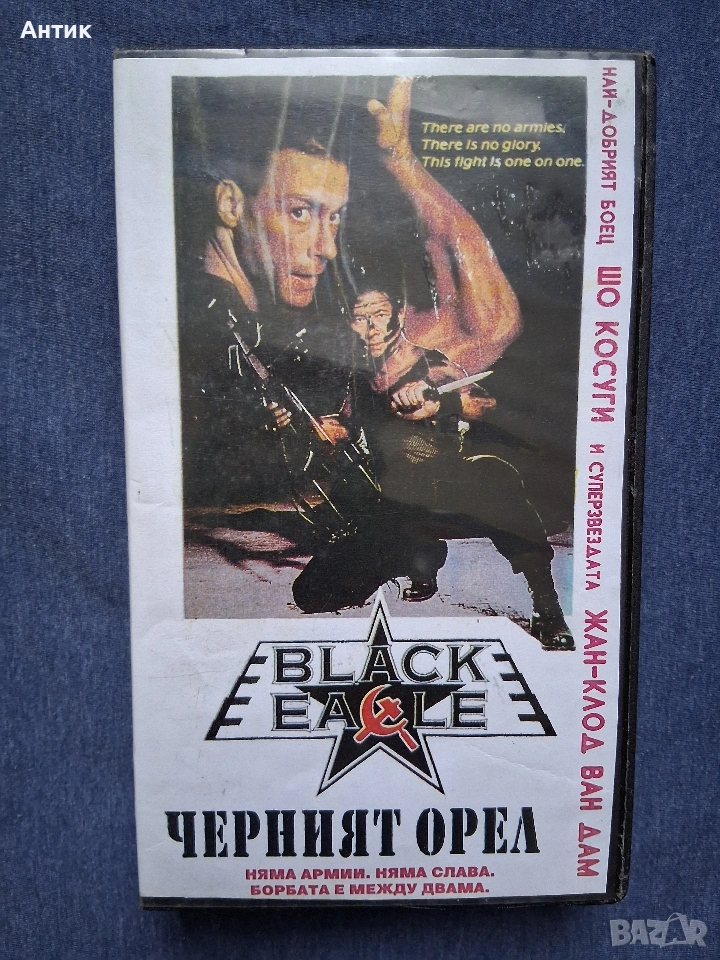 Антик
There are no armies,
There is no glory.
This fight is one on one.
НАЙ-ДОБРИЯТ БОЕЦ ШО КОСУГИ И СУПЕРЗВЕЗДАТА ЖАН-КЛОД ВАН ДАМ
BLACK
EAGLE
ЧЕРНИЯТ ОРЕЛ
НЯМА АРМИИ. НЯМА СЛАВА.
БОРБАТА Е МЕЖДУ ДВАМА.
BAZAR